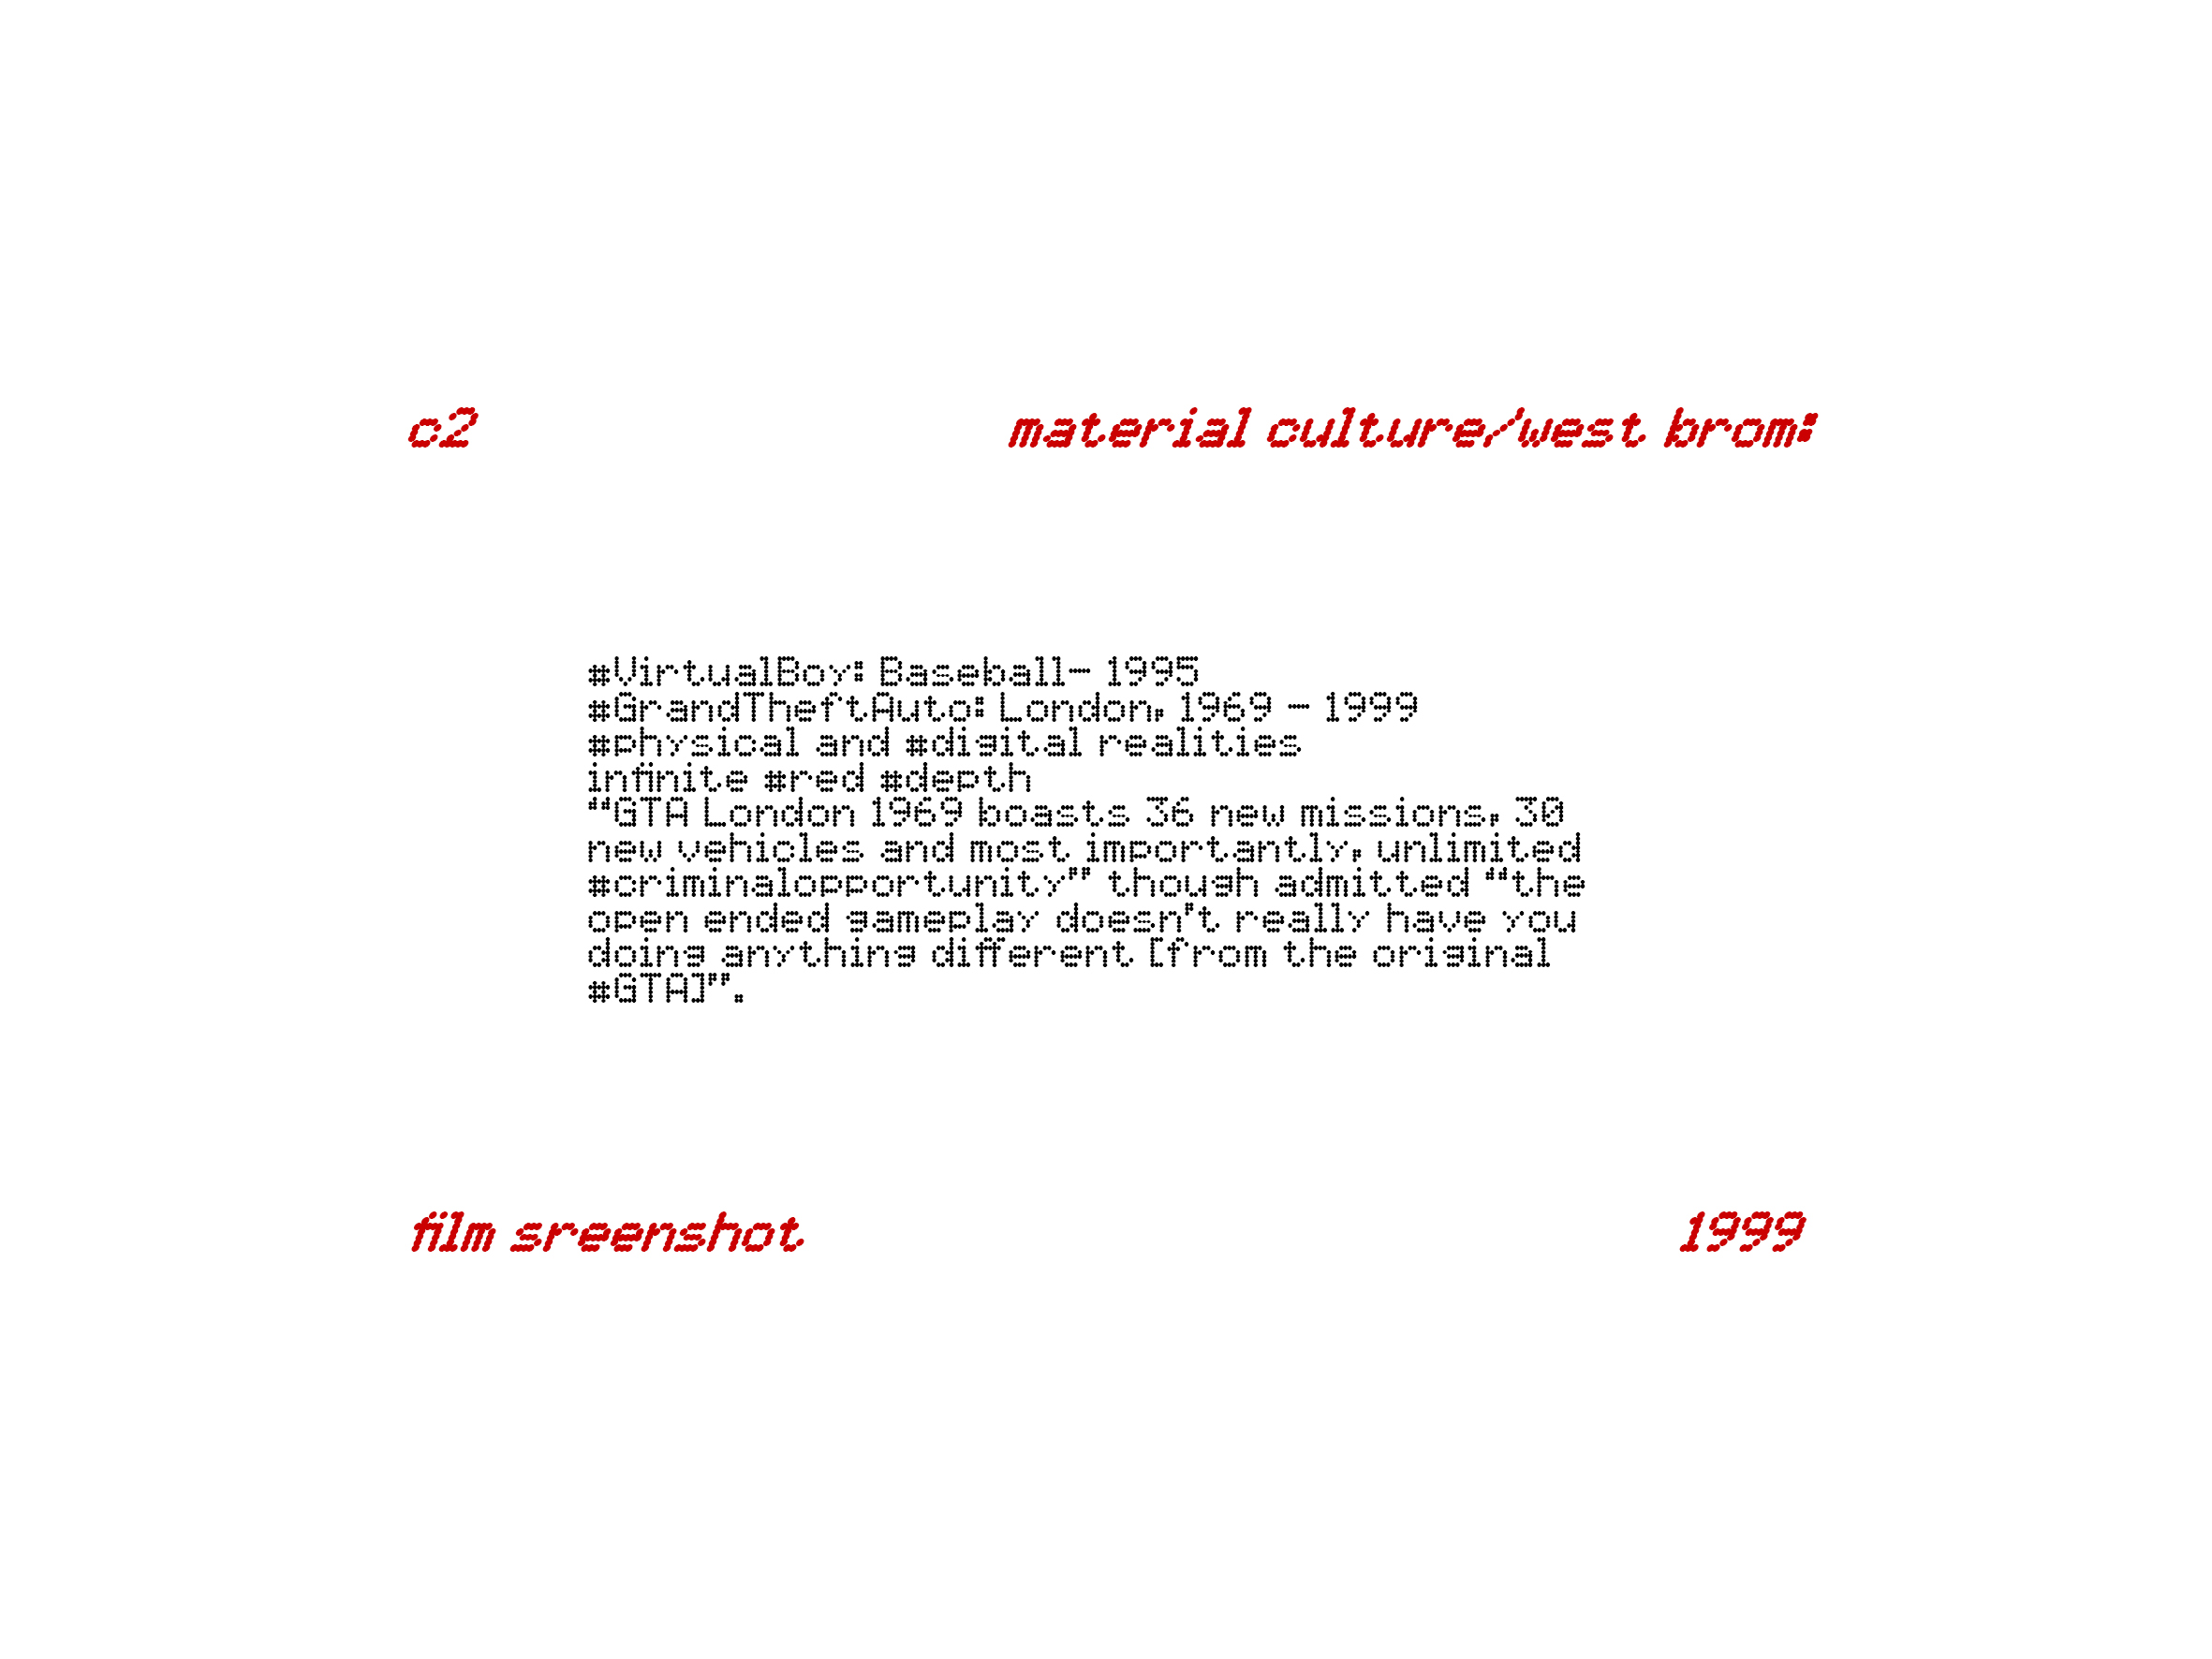 c2
material culture/west brom:
#VirtualBoy: Baseball- 1995
#GrandTheftAuto: London, 1969 - 1999
#physical and #digital realities
infinite #red #depth
“GTA London 1969 boasts 36 new missions, 30
new vehicles and most importantly, unlimited
#criminalopportunity” though admitted “the
open ended gameplay doesn't really have you
doing anything different [from the original
#GTA]”.
film sreenshot
1999